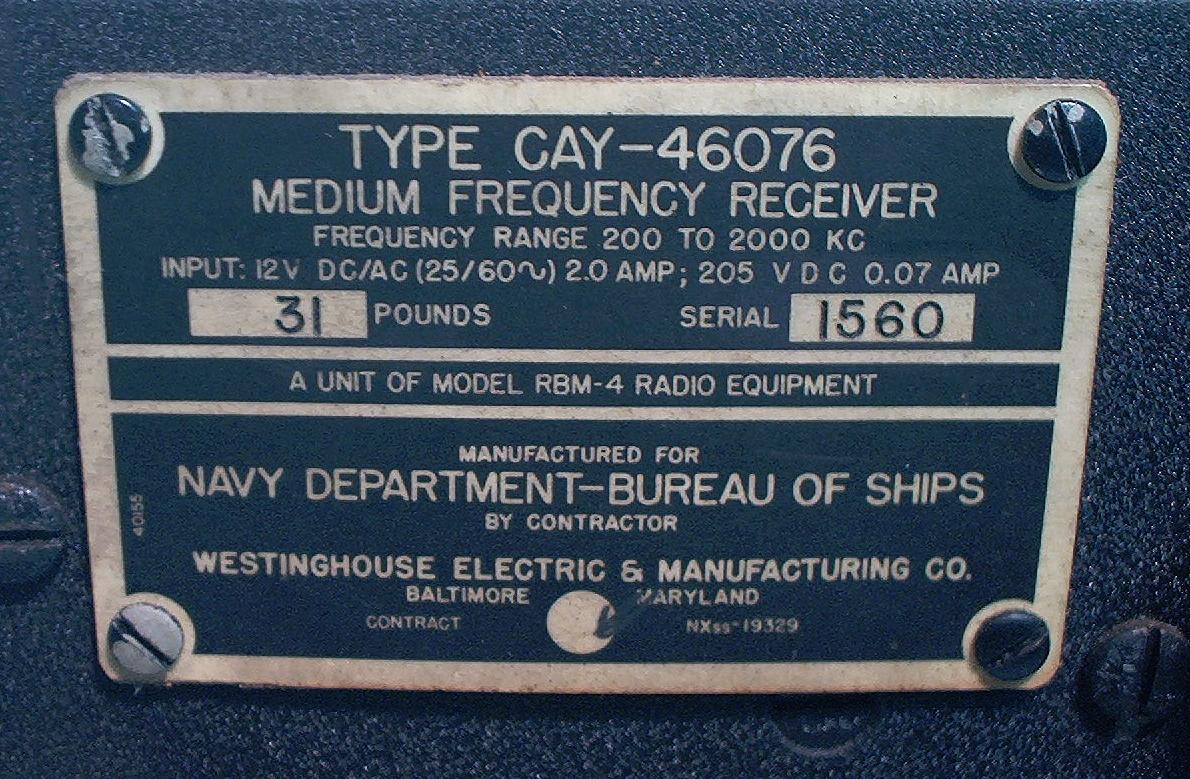 TYPE CAY-46076
MEDIUM FREQUENCY RECEIVER
FREQUENCY RANGE 200 TO 2000 KC
INPUT: 12V DC/AC (25/60∿) 2.0 AMP; 205 V D C 0.07 AMP
31 POUNDS SERIAL 1560
A UNIT OF MODEL RBM-4 RADIO EQUIPMENT
MANUFACTURED FOR
NAVY DEPARTMENT-BUREAU OF SHIPS
BY CONTRACTOR
40155
WESTINGHOUSE ELECTRIC & MANUFACTURING CO.
BALTIMORE MARYLAND
CONTRACT NXss-19329